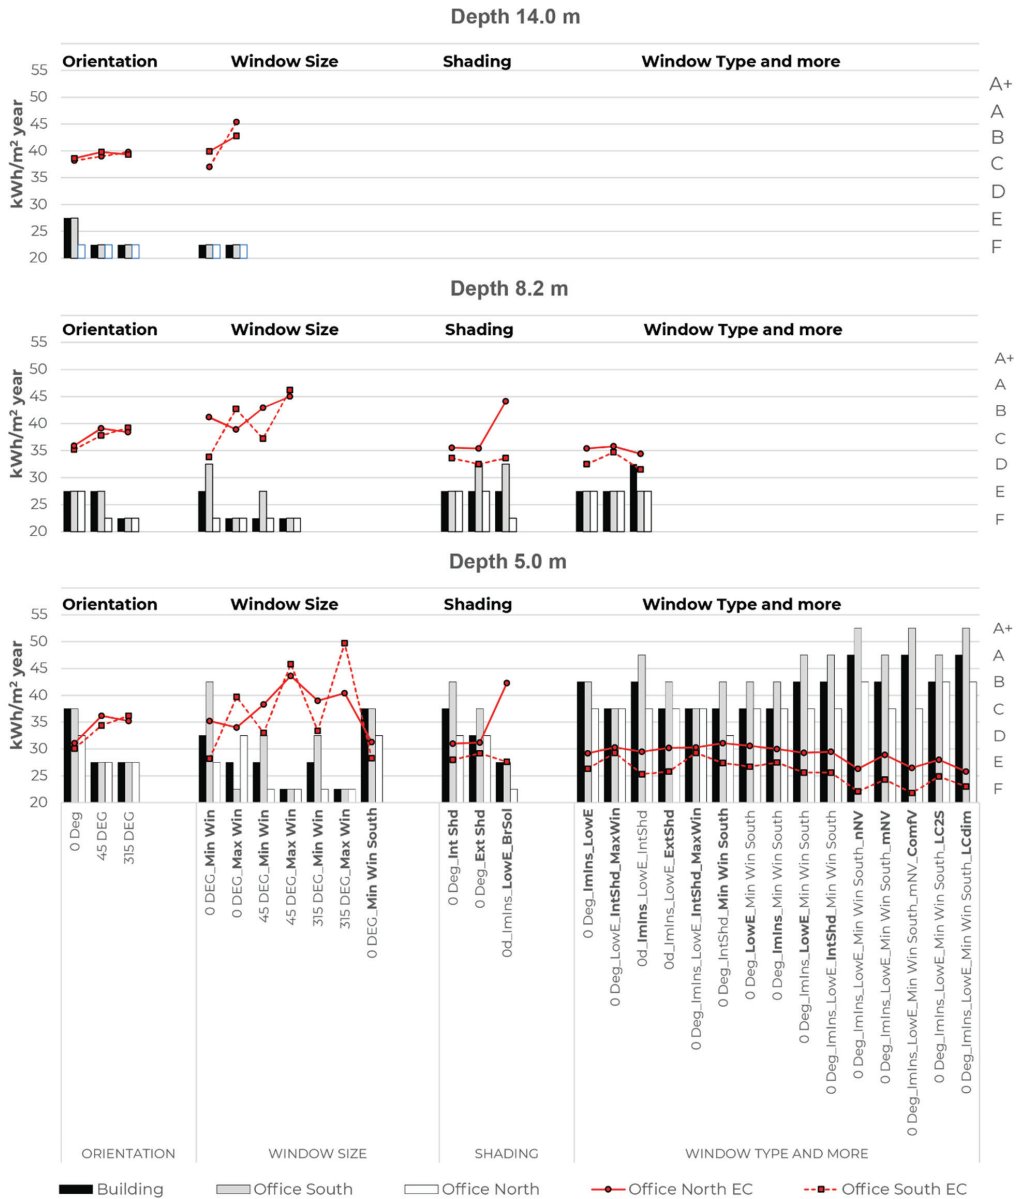 Depth 14.0 m
Orientation Window Size Shading Window Type and more
kWh/m² year
55
50
45
40
35
30
25
20
A+
A
B
C
D
E
F
Depth 8.2 m
Orientation Window Size Shading Window Type and more
kWh/m² year
55
50
45
40
35
30
25
20
A+
A
B
C
D
E
F
Depth 5.0 m
Orientation Window Size Shading Window Type and more
kWh/m² year
55
50
45
40
35
30
25
20
A+
A
B
C
D
E
F
0 Deg
45 DEG
315 DEG
0 DEG_Min Win
0 DEG_Max Win
45 DEG_Min Win
45 DEG_Max Win
315 DEG_Min Win
315 DEG_Max Win
0 DEG_Min Win South
0 Deg_Int Shd
0 Deg_Ext Shd
0d_ImIns_LowE_BrSol
0 Deg_ImIns_LowE
0 Deg_LowE_IntShd_MaxWin
0d_ImIns_LowE_IntShd
0d_ImIns_LowE_ExtShd
0 Deg_ImIns_LowE_IntShd_MaxWin
0 Deg_IntShd_Min Win South
0 Deg_LowE_Min Win South
0 Deg_ImIns_Min Win South
0 Deg_ImIns_LowE_Min Win South
0 Deg_ImIns_LowE_IntShd_Min Win South
0 Deg_ImIns_LowE_Min Win South_nNV
0 Deg_ImIns_LowE_Min Win South_mNV
0 Deg_ImIns_LowE_Min Win South_mNV_ComfV
0 Deg_ImIns_LowE_Min Win South_LC2S
0 Deg_ImIns_LowE_Min Win South_LCdim
ORIENTATION WINDOW SIZE SHADING WINDOW TYPE AND MORE
Building Office South Office North Office North EC Office South EC